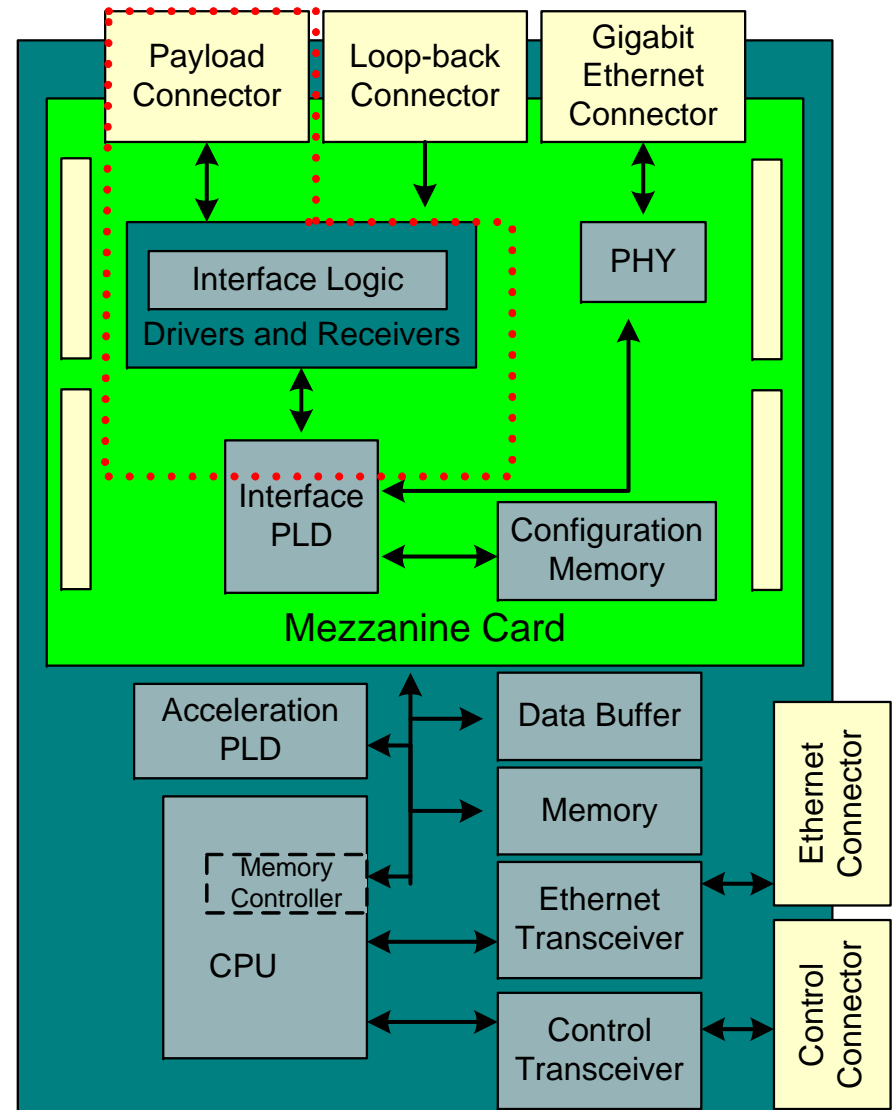 Payload
Connector
Loop-back
Connector
Gigabit
Ethernet
Connector
Interface Logic
Drivers and Receivers
PHY
Interface
PLD
Configuration
Memory
Mezzanine Card
Acceleration
PLD
Data Buffer
Memory
Memory
Controller
CPU
Ethernet
Transceiver
Control
Transceiver
Ethernet
Connector
Control
Connector